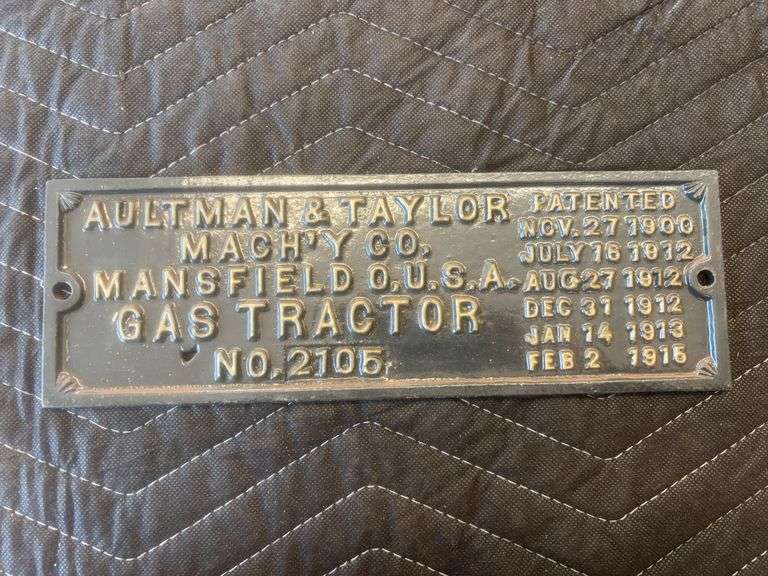 AULTMAN & TAYLOR
MACH'Y CO.
MANSFIELD O, U.S.A.
GAS TRACTOR
NO. 2105
PATENTED
NOV. 27 1900
JULY 16 1912
AUG 27 1912
DEC 31 1912
JAN 14 1913
FEB 2 1915